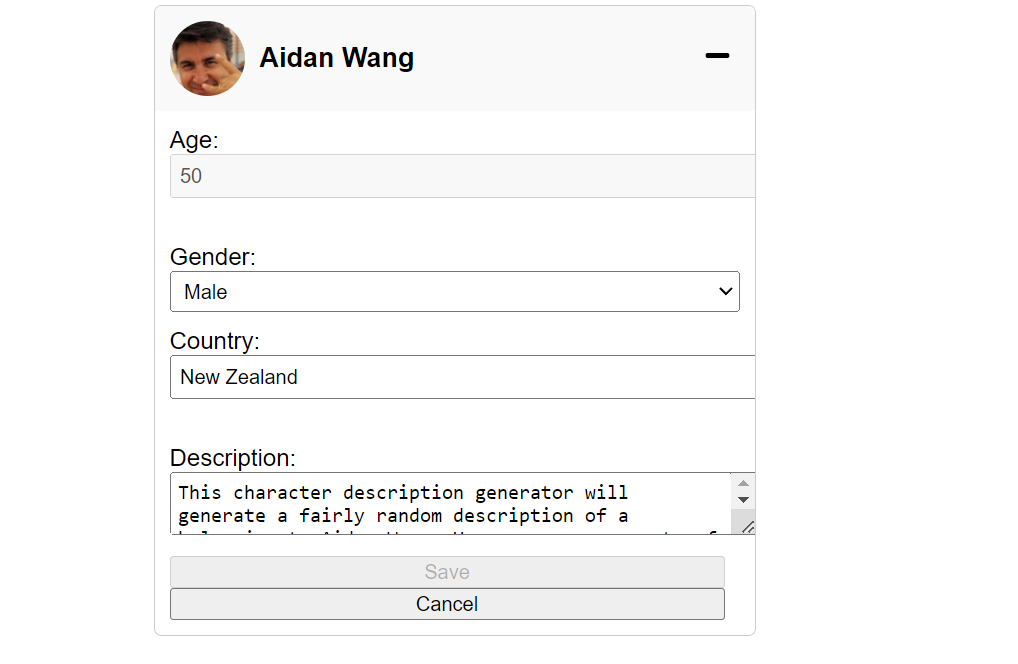 Aidan Wang
Age:
50
Gender:
Male
Country:
New Zealand
Description:
This character description generator will
generate a fairly random description of a
Save
Cancel